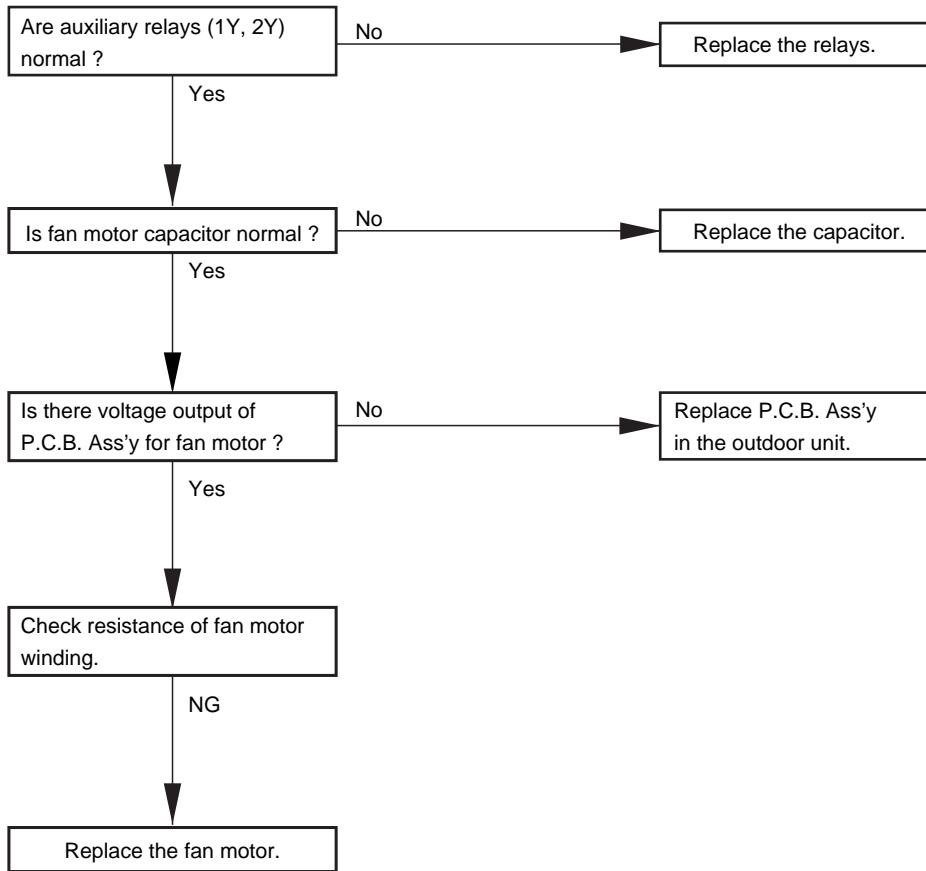 Are auxiliary relays (1Y, 2Y)
normal ?
No
Replace the relays.
Yes
Is fan motor capacitor normal ?
No
Replace the capacitor.
Yes
Is there voltage output of
P.C.B. Ass'y for fan motor ?
No
Replace P.C.B. Ass'y
in the outdoor unit.
Yes
Check resistance of fan motor
winding.
NG
Replace the fan motor.